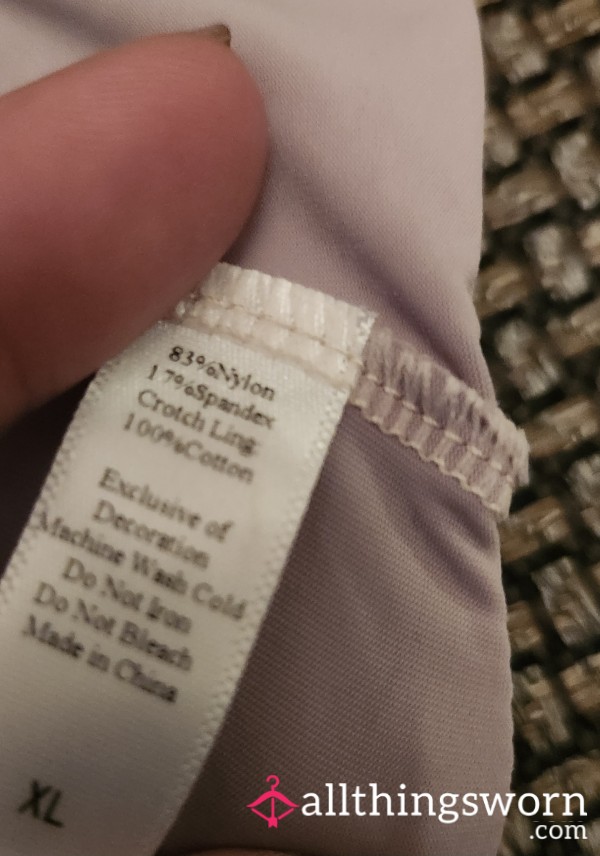 83%Nylon
17%Spandex
Crotch Ling:
100%Cotton
Exclusive of
Decoration
Machine Wash Cold
Do Not Iron
Do Not Bleach
Made in China
XL
allthingsworn
.com